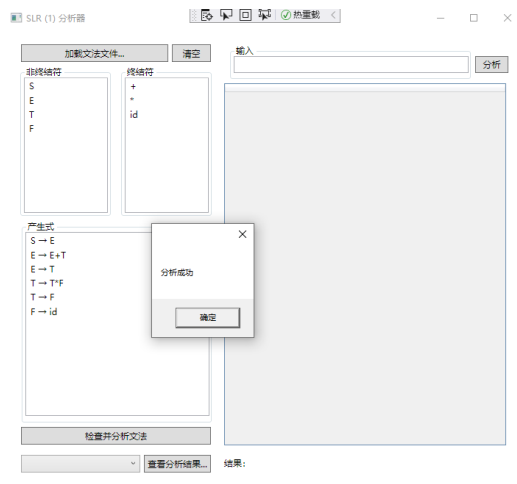 SLR (1) 分析器
热重载
加载文法文件...
清空
输入
分析
非终结符
终结符
S
E
T
F
+
*
id
产生式
S → E
E → E+T
E → T
T → T*F
T → F
F → id
分析成功
确定
检查并分析文法
查看分析结果...
结果: